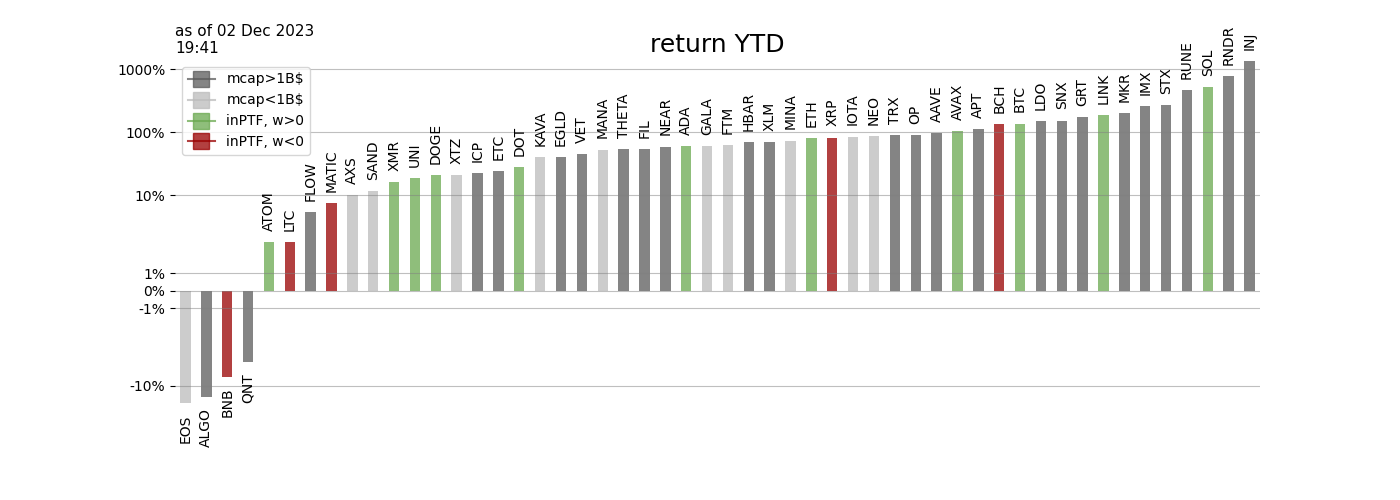 as of 02 Dec 2023
19:41
return YTD
mcap>1B$
mcap<1B$
inPTF, w>0
inPTF, w<0
1000%
100%
10%
1%
0%
-1%
-10%
EOS
ALGO
BNB
QNT
ATOM
LTC
FLOW
MATIC
AXS
SAND
XMR
UNI
DOGE
XTZ
ICP
ETC
DOT
KAVA
EGLD
VET
MANA
THETA
FIL
NEAR
ADA
GALA
FTM
HBAR
XLM
MINA
ETH
XRP
IOTA
NEO
TRX
OP
AAVE
AVAX
APT
BCH
BTC
LDO
SNX
GRT
LINK
MKR
IMX
STX
RUNE
SOL
RNDR
INJ